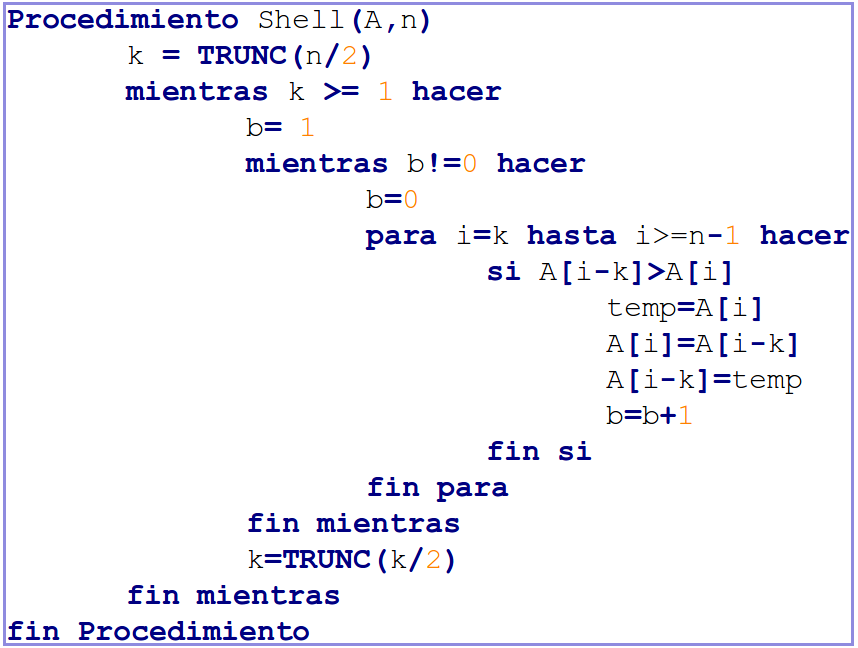 Procedimiento Shell(A,n)
k = TRUNC(n/2)
mientras k >= 1 hacer
b= 1
mientras b!=0 hacer
b=0
para i=k hasta i>=n-1 hacer
si A[i-k]>A[i]
temp=A[i]
A[i]=A[i-k]
A[i-k]=temp
b=b+1
fin si
fin para
fin mientras
k=TRUNC(k/2)
fin mientras
fin Procedimiento